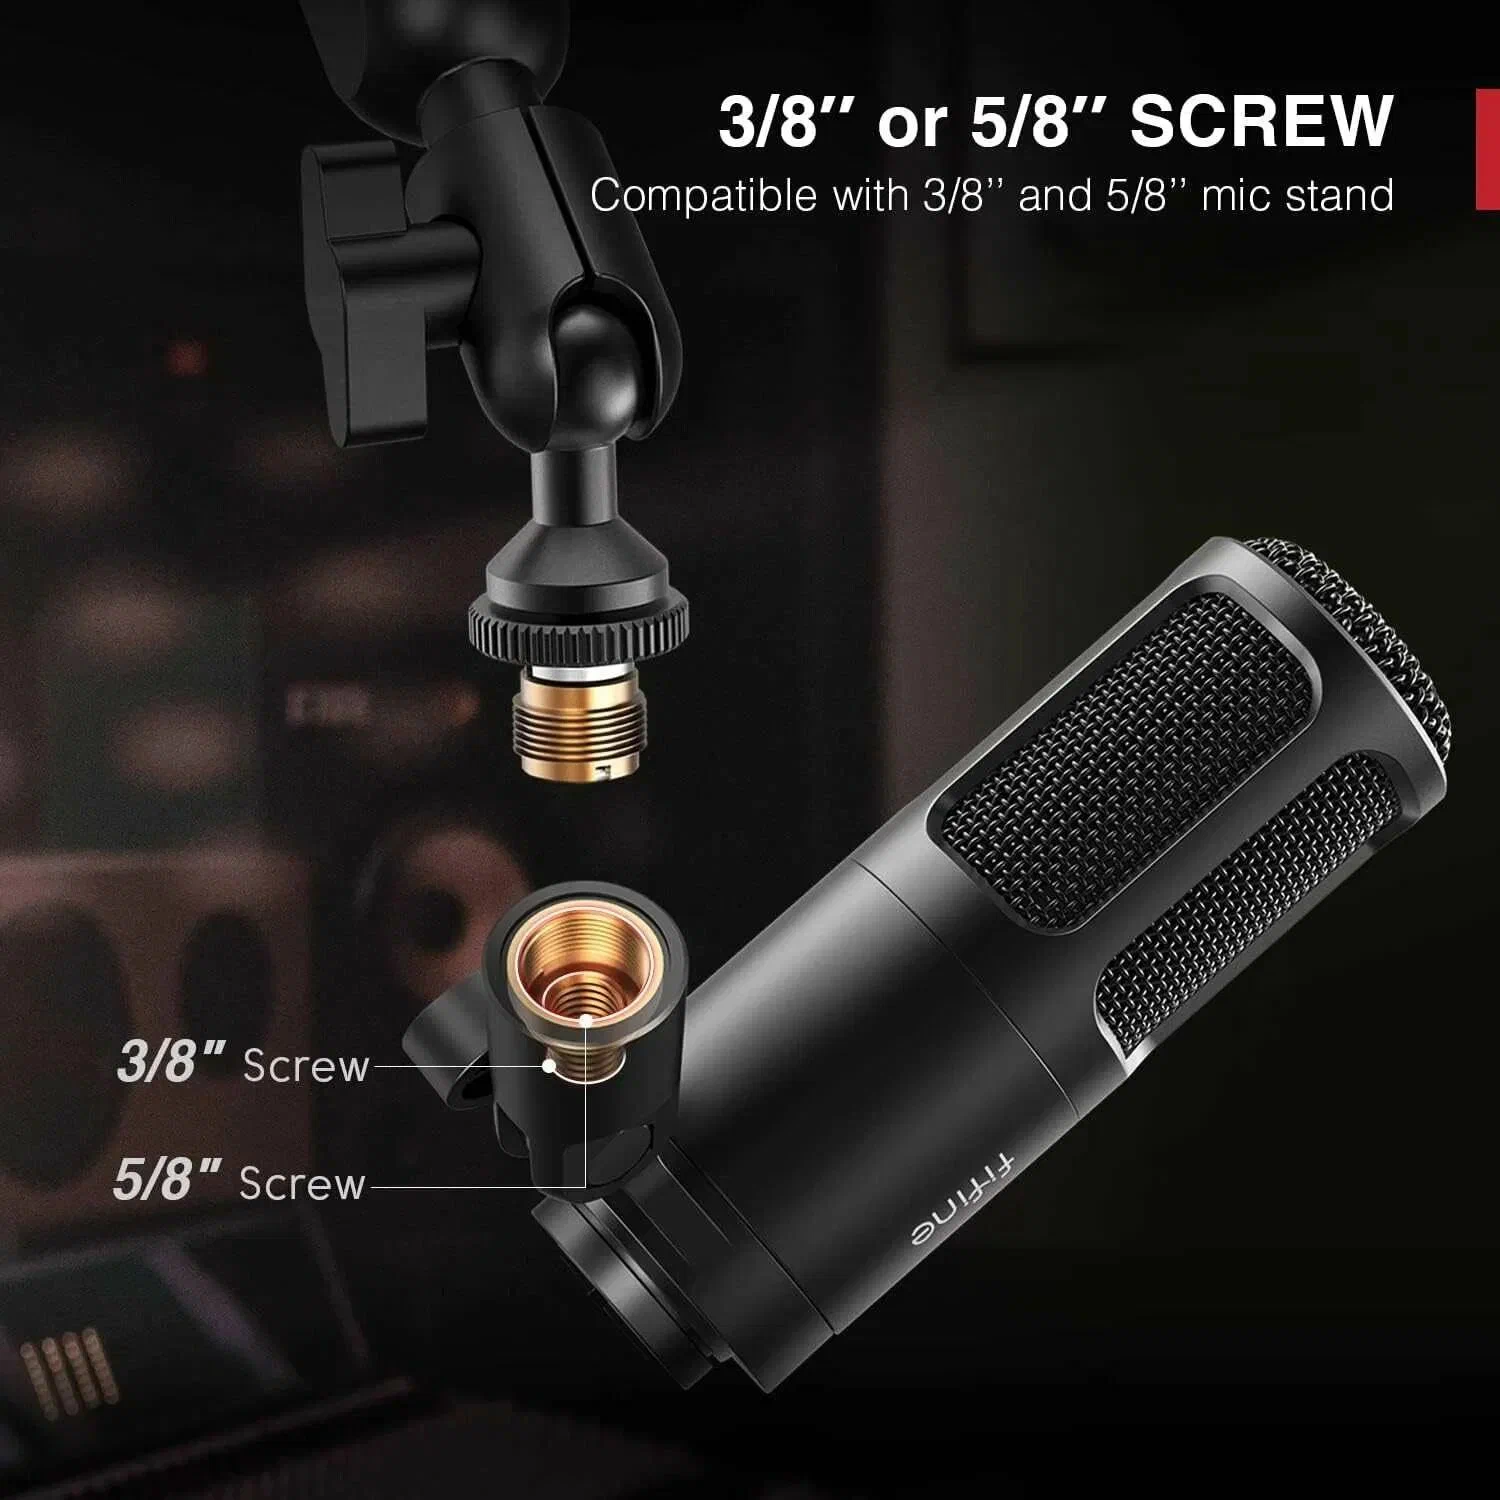 3/8″ or 5/8″ SCREW
Compatible with 3/8’’ and 5/8’’ mic stand
3/8" Screw
5/8" Screw
fifine